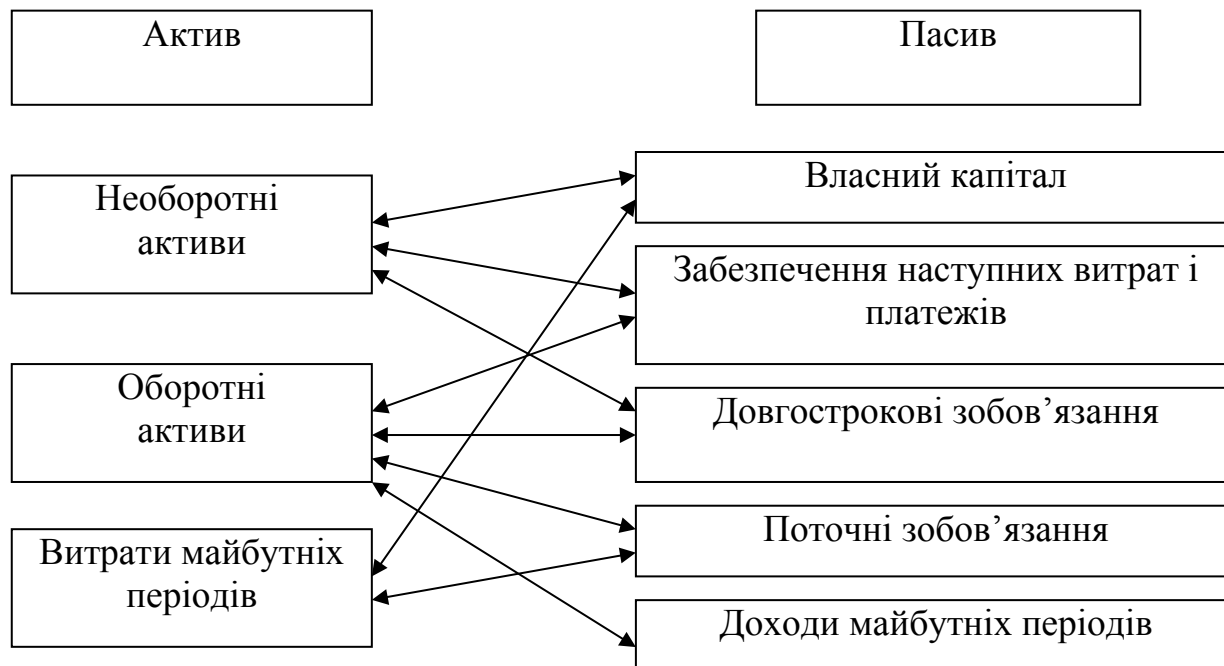 Актив
Пасив
Необоротні
активи
Оборотні
активи
Витрати майбутніх
періодів
Власний капітал
Забезпечення наступних витрат і
платежів
Довгострокові зобов’язання
Поточні зобов’язання
Доходи майбутніх періодів